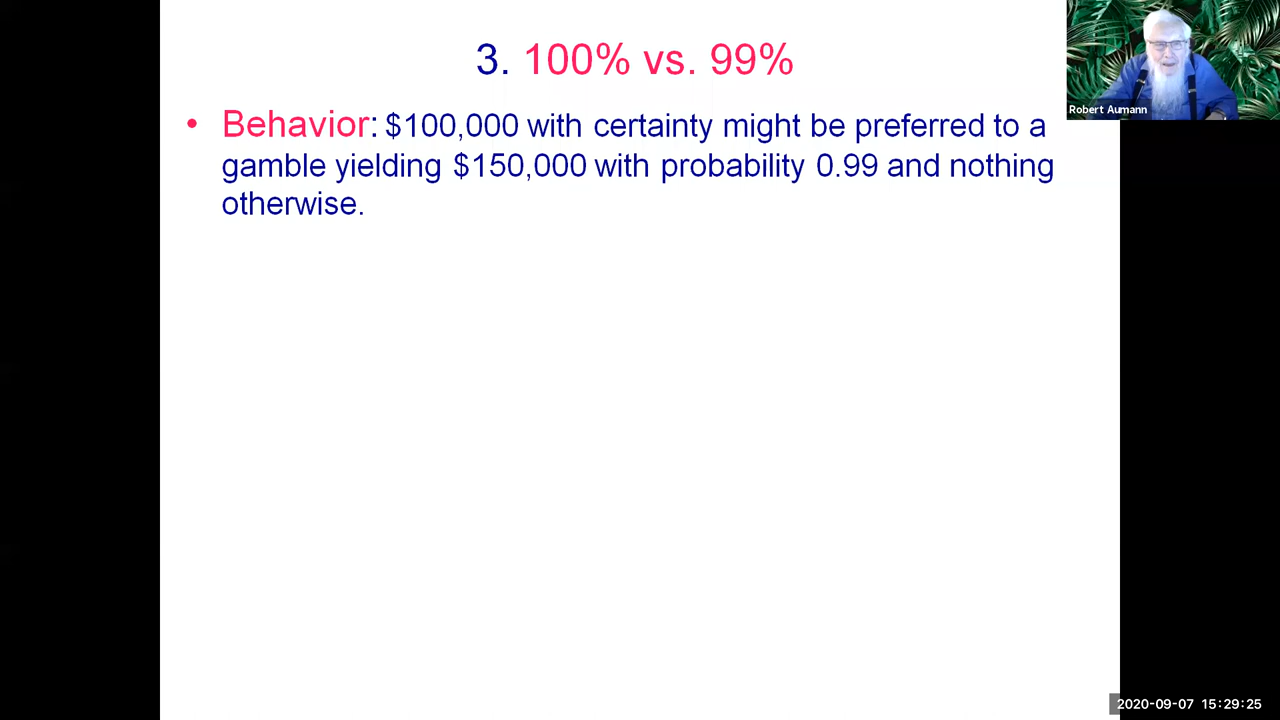 3. 100% vs. 99%
• Behavior: $100,000 with certainty might be preferred to a
gamble yielding $150,000 with probability 0.99 and nothing
otherwise.
Robert Aumann
2020-09-07 15:29:25